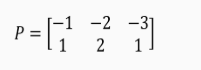 P = [−1 −2 −3
1 2 1]